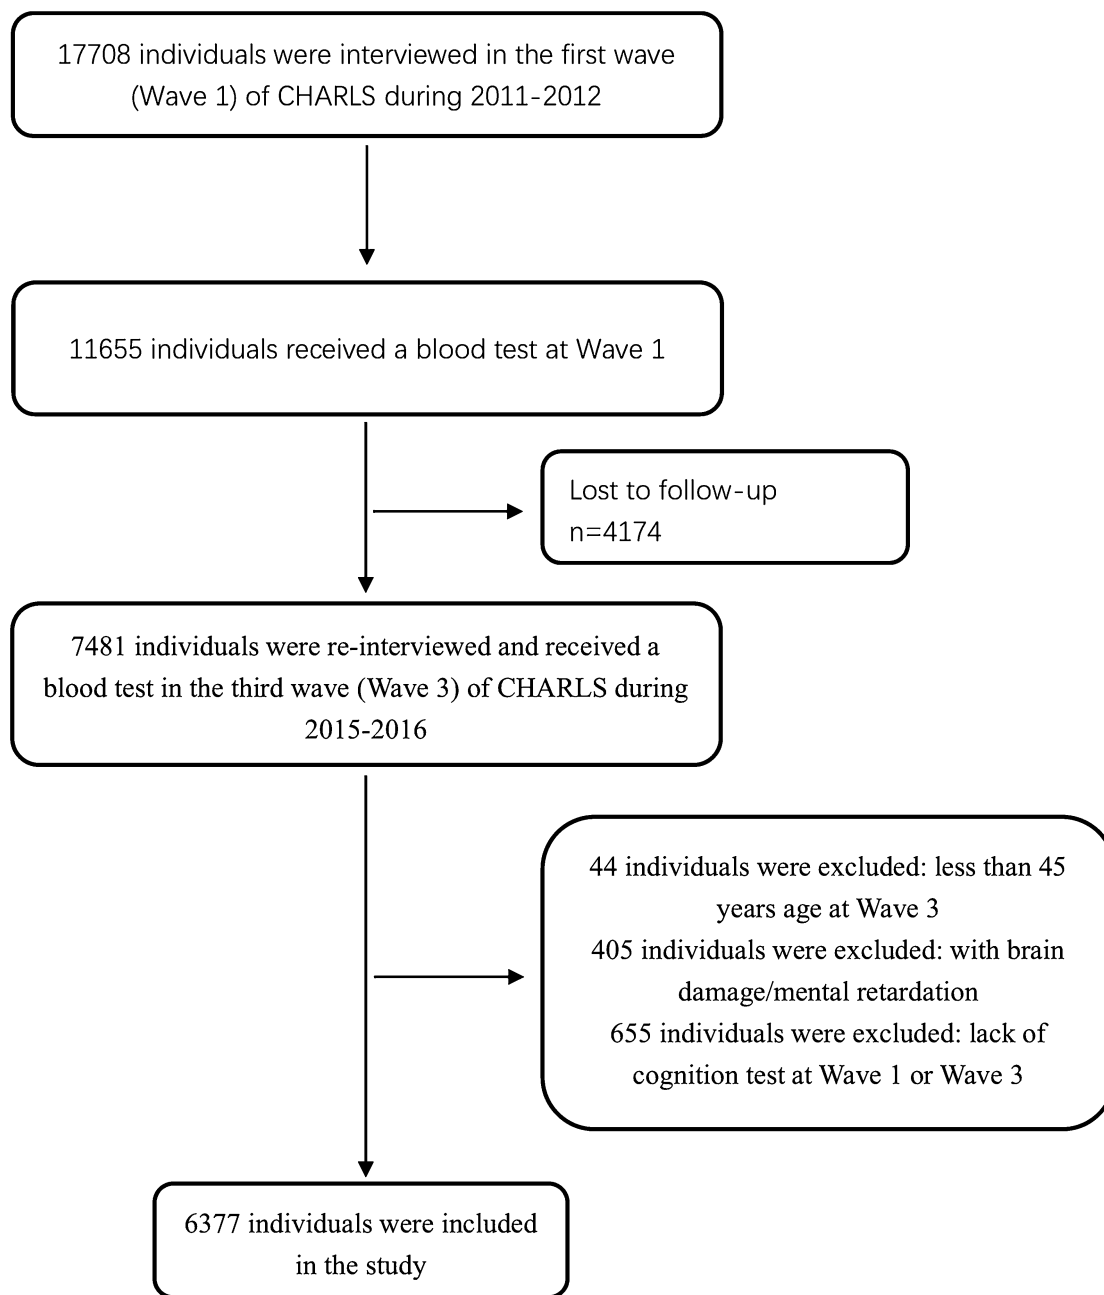 17708 individuals were interviewed in the first wave
(Wave 1) of CHARLS during 2011-2012
11655 individuals received a blood test at Wave 1
Lost to follow-up
n=4174
7481 individuals were re-interviewed and received a
blood test in the third wave (Wave 3) of CHARLS during
2015-2016
44 individuals were excluded: less than 45
years age at Wave 3
405 individuals were excluded: with brain
damage/mental retardation
655 individuals were excluded: lack of
cognition test at Wave 1 or Wave 3
6377 individuals were included
in the study